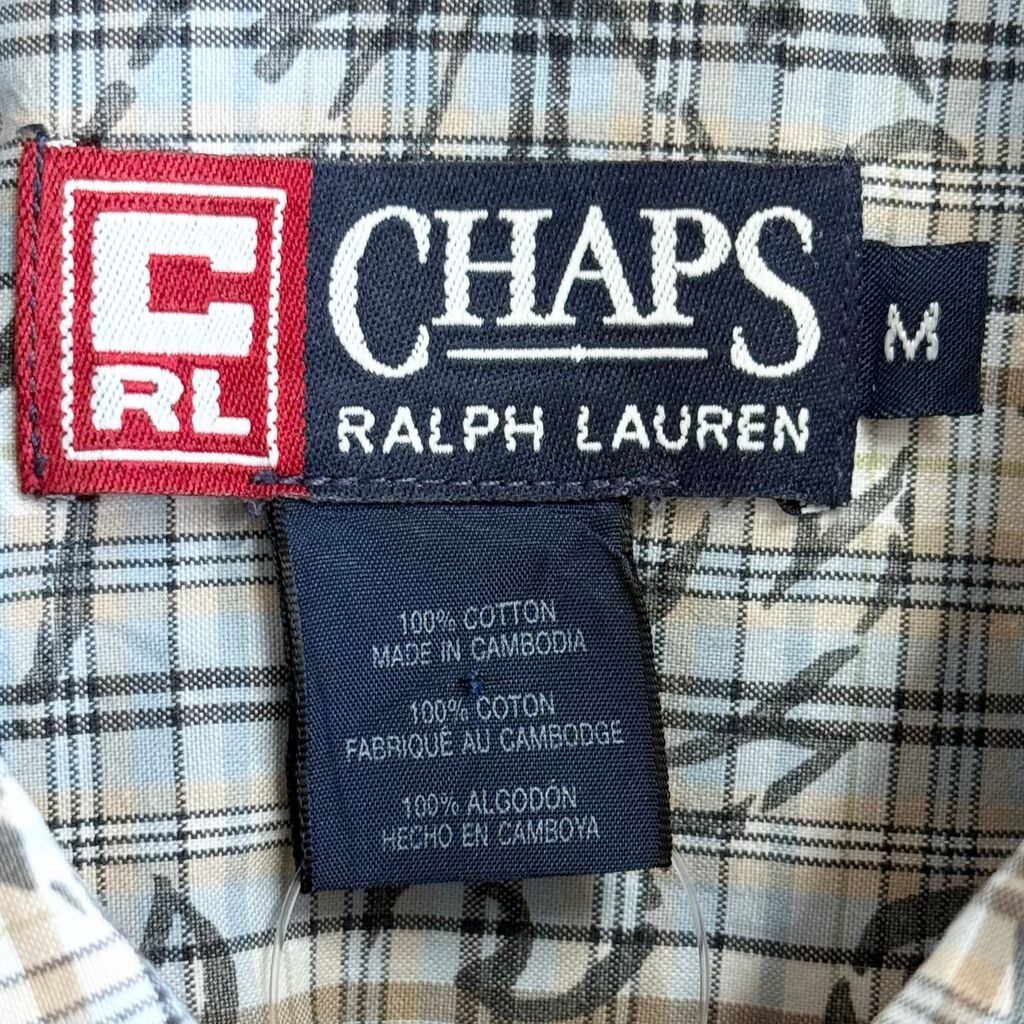 C
RL
CHAPS
RALPH LAUREN
M
100% COTTON
MADE IN CAMBODIA
100% COTON
FABRIQUÉ AU CAMBODGE
100% ALGODÓN
HECHO EN CAMBOYA